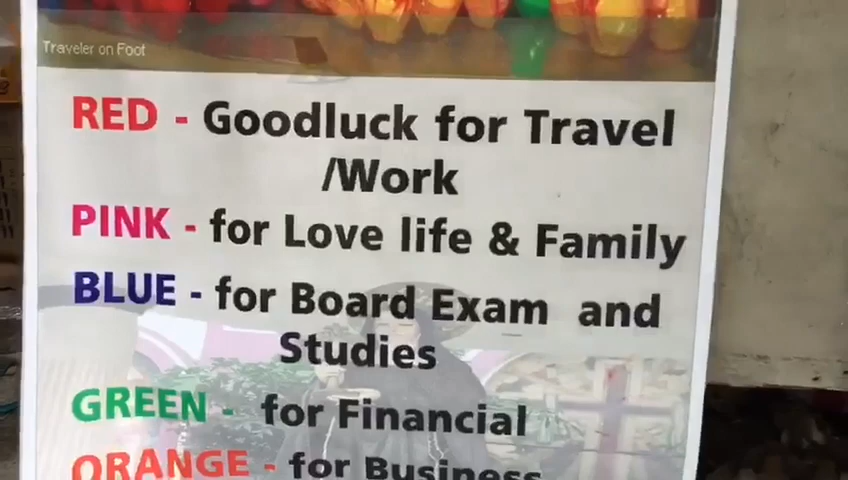 Traveler on Foot
RED - Goodluck for Travel
/Work
PINK - for Love life & Family
BLUE - for Board Exam and
Studies
GREEN - for Financial
ORANGE - for Business